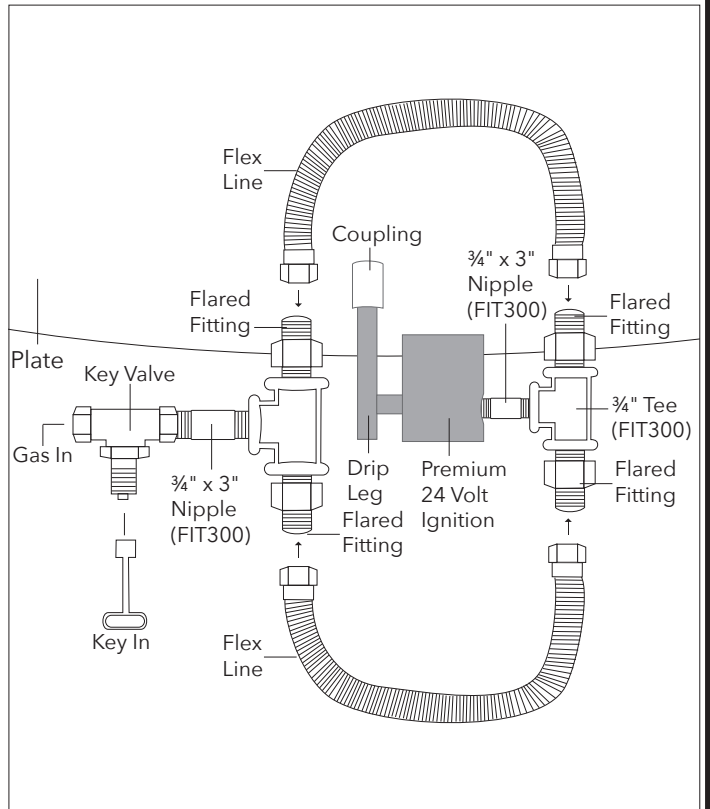 Flex
Line
Coupling
¾" x 3"
Nipple
(FIT300)
Flared
Fitting
Flared
Fitting
Plate
Key Valve
Gas In
¾" x 3"
Nipple
(FIT300)
Drip
Leg
Premium
24 Volt
Ignition
¾" Tee
(FIT300)
Flared
Fitting
Flared
Fitting
Key In
Flex
Line